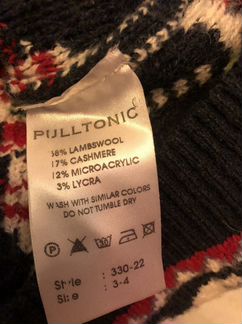 PULLTONIC
68% LAMBSWOOL
17% CASHMERE
12% MICROACRYLIC
3% LYCRA
WASH WITH SIMILAR COLORS
DO NOT TUMBLE DRY
Style : 330-22
Size : 3-4